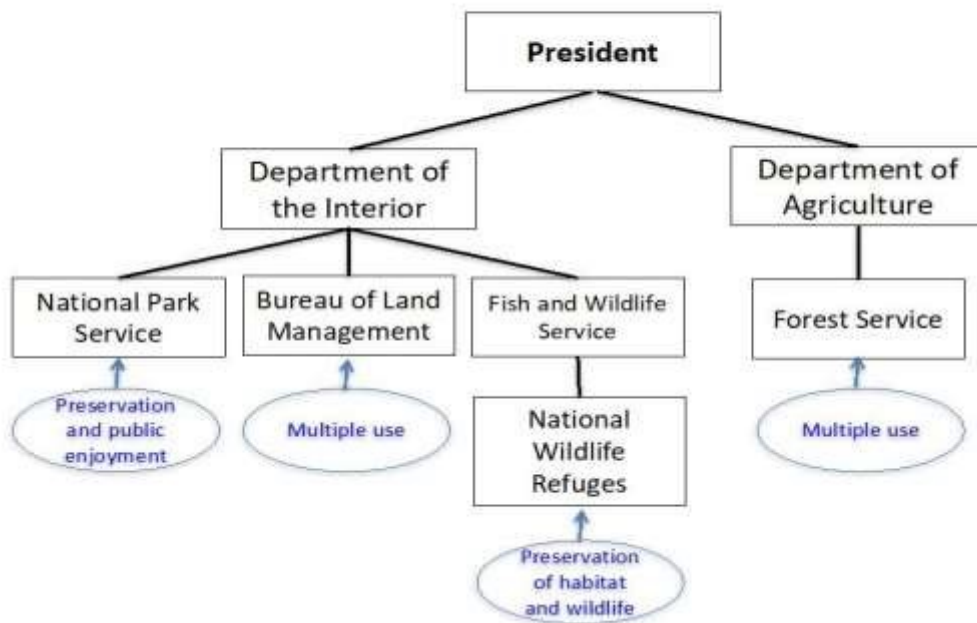 President
Department of
the Interior
Department of
Agriculture
National Park
Service
Bureau of Land
Management
Fish and Wildlife
Service
Forest Service
Preservation
and public
enjoyment
Multiple use
National
Wildlife
Refuges
Multiple use
Preservation
of habitat
and wildlife